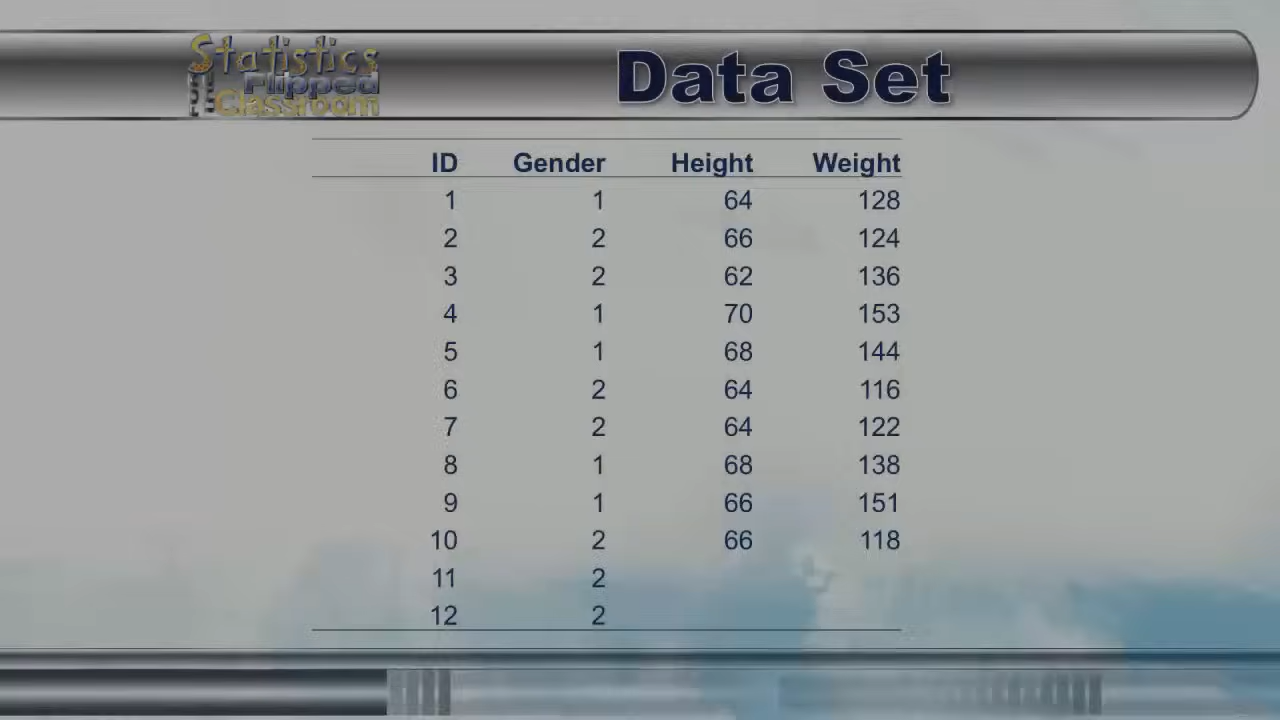 Statistics
Flipped
Classroom
Data Set
ID Gender Height Weight
1 1 64 128
2 2 66 124
3 2 62 136
4 1 70 153
5 1 68 144
6 2 64 116
7 2 64 122
8 1 68 138
9 1 66 151
10 2 66 118
11 2
12 2